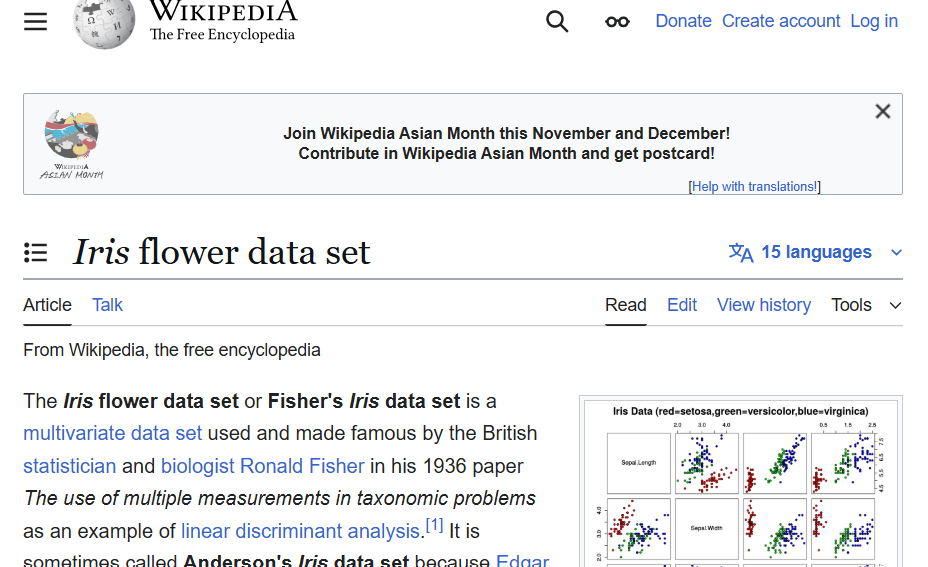 WIKIPEDIA
The Free Encyclopedia
Donate Create account Log in
WIKIPEDIA
ASIAN MONTH
Join Wikipedia Asian Month this November and December!
Contribute in Wikipedia Asian Month and get postcard!
[Help with translations!]
Iris flower data set
15 languages
Article Talk
Read Edit View history Tools
From Wikipedia, the free encyclopedia
The Iris flower data set or Fisher's Iris data set is a
multivariate data set used and made famous by the British
statistician and biologist Ronald Fisher in his 1936 paper
The use of multiple measurements in taxonomic problems
as an example of linear discriminant analysis.[1] It is
sometimes called Anderson's Iris data set because Edgar
Iris Data (red=setosa,green=versicolor,blue=virginica)
2.0 3.0 4.0
0.5 1.5 2.5
Sepal.Length
4.5 5.5 6.5 7.5
2.0 3.0 4.0
Sepal.Width